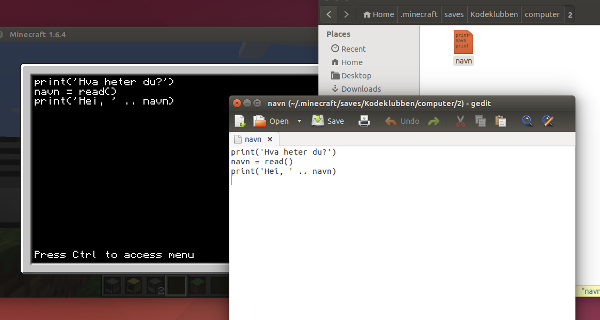 Minecraft 1.6.4
print('Hva heter du?')
navn = read()
print('Hei, ' .. navn)
Press Ctrl to access menu
2
Home .minecraft saves Kodeklubben computer 2
Places
Recent
Home
Desktop
Downloads
navn
navn (~/.minecraft/saves/Kodeklubben/computer/2) - gedit
Open Save Undo
navn
print('Hva heter du?')
navn = read()
print('Hei, ' .. navn)
"navn